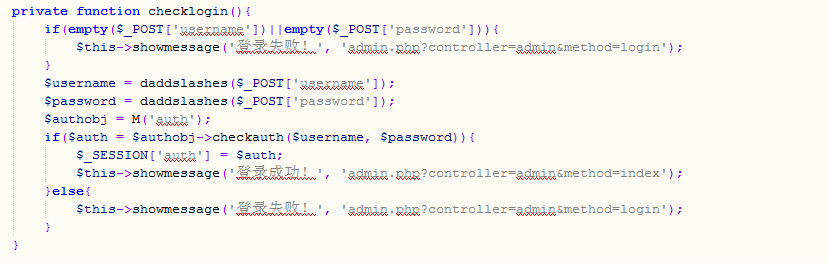 private function checklogin(){
    if(empty($_POST['username'])||empty($_POST['password'])){
        $this->showmessage('登录失败！', 'admin.php?controller=admin&method=login');
    }
    $username = daddslashes($_POST['username']);
    $password = daddslashes($_POST['password']);
    $authobj = M('auth');
    if($auth = $authobj->checkauth($username, $password)){
        $_SESSION['auth'] = $auth;
        $this->showmessage('登录成功！', 'admin.php?controller=admin&method=index');
    }else{
        $this->showmessage('登录失败！', 'admin.php?controller=admin&method=login');
    }
}